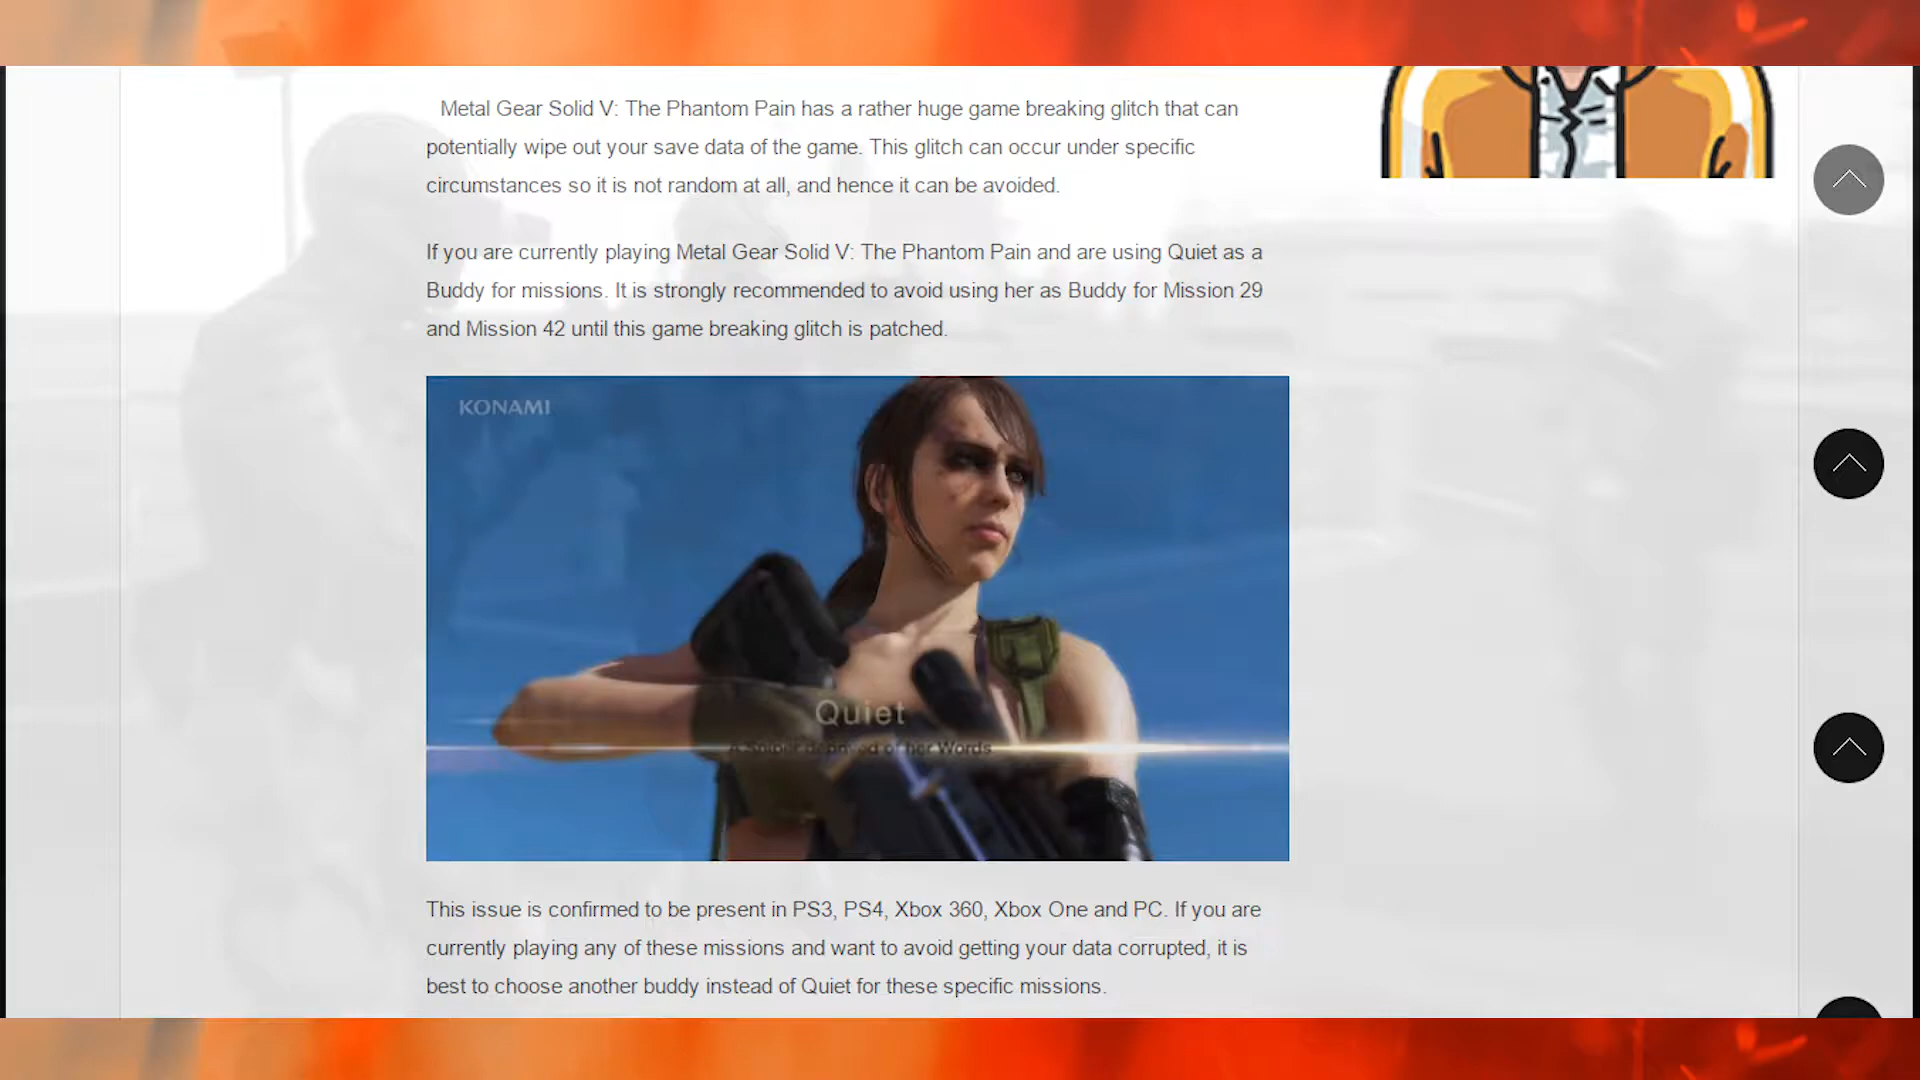 Metal Gear Solid V: The Phantom Pain has a rather huge game breaking glitch that can
potentially wipe out your save data of the game. This glitch can occur under specific
circumstances so it is not random at all, and hence it can be avoided.
If you are currently playing Metal Gear Solid V: The Phantom Pain and are using Quiet as a
Buddy for missions. It is strongly recommended to avoid using her as Buddy for Mission 29
and Mission 42 until this game breaking glitch is patched.
KONAMI
Quiet
A Sniper deprived of her Words
This issue is confirmed to be present in PS3, PS4, Xbox 360, Xbox One and PC. If you are
currently playing any of these missions and want to avoid getting your data corrupted, it is
best to choose another buddy instead of Quiet for these specific missions.